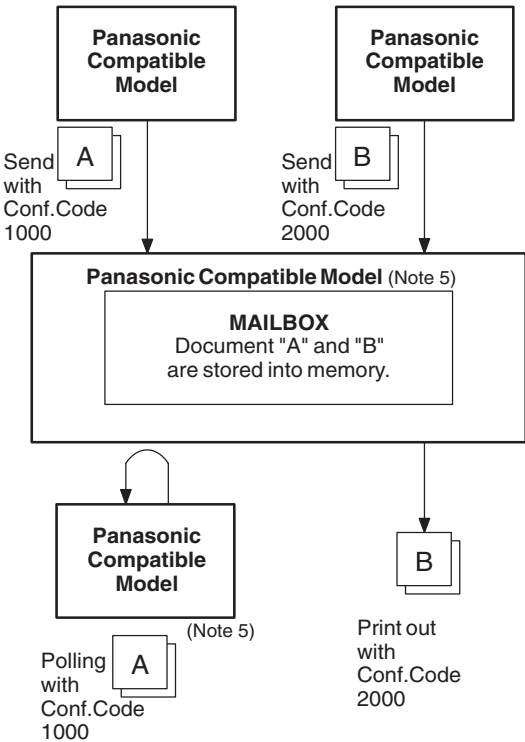 Panasonic
Compatible
Model
Panasonic
Compatible
Model
A
Send
with
Conf.Code
1000
B
Send
with
Conf.Code
2000
Panasonic Compatible Model (Note 5)
MAILBOX
Document "A" and "B"
are stored into memory.
Panasonic
Compatible
Model
(Note 5)
A
Polling
with
Conf.Code
1000
B
Print out
with
Conf.Code
2000